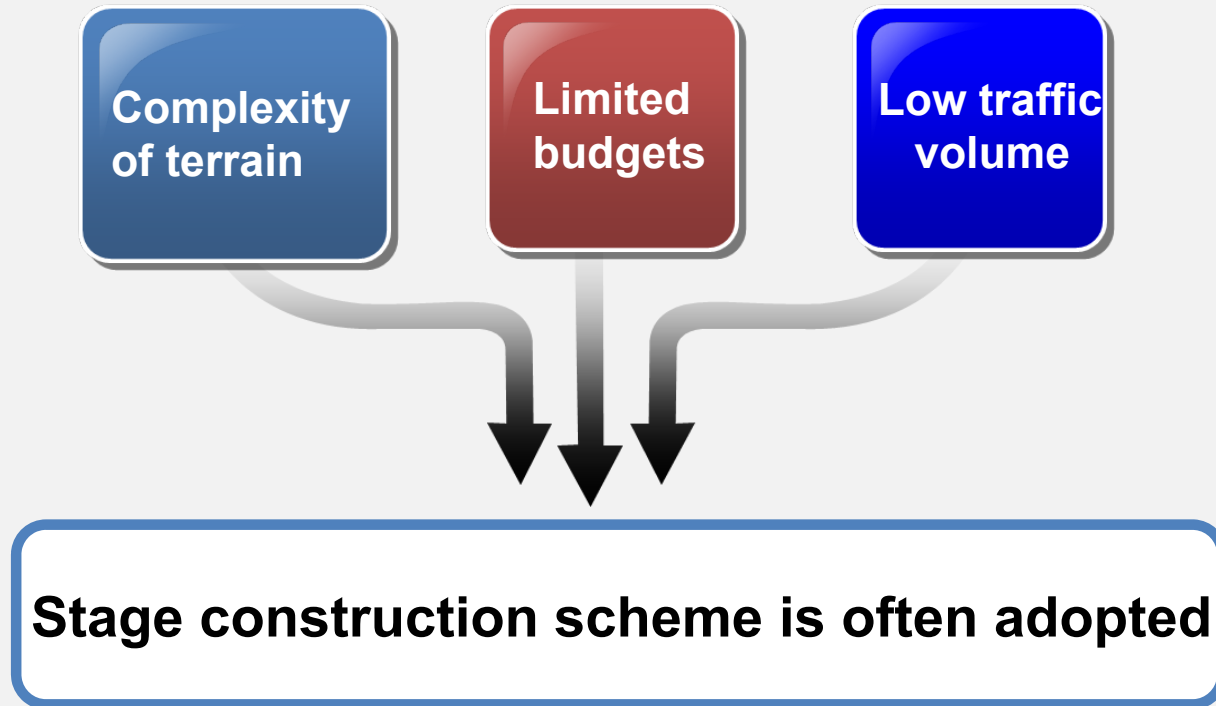 Complexity
of terrain
Limited
budgets
Low traffic
volume
Stage construction scheme is often adopted